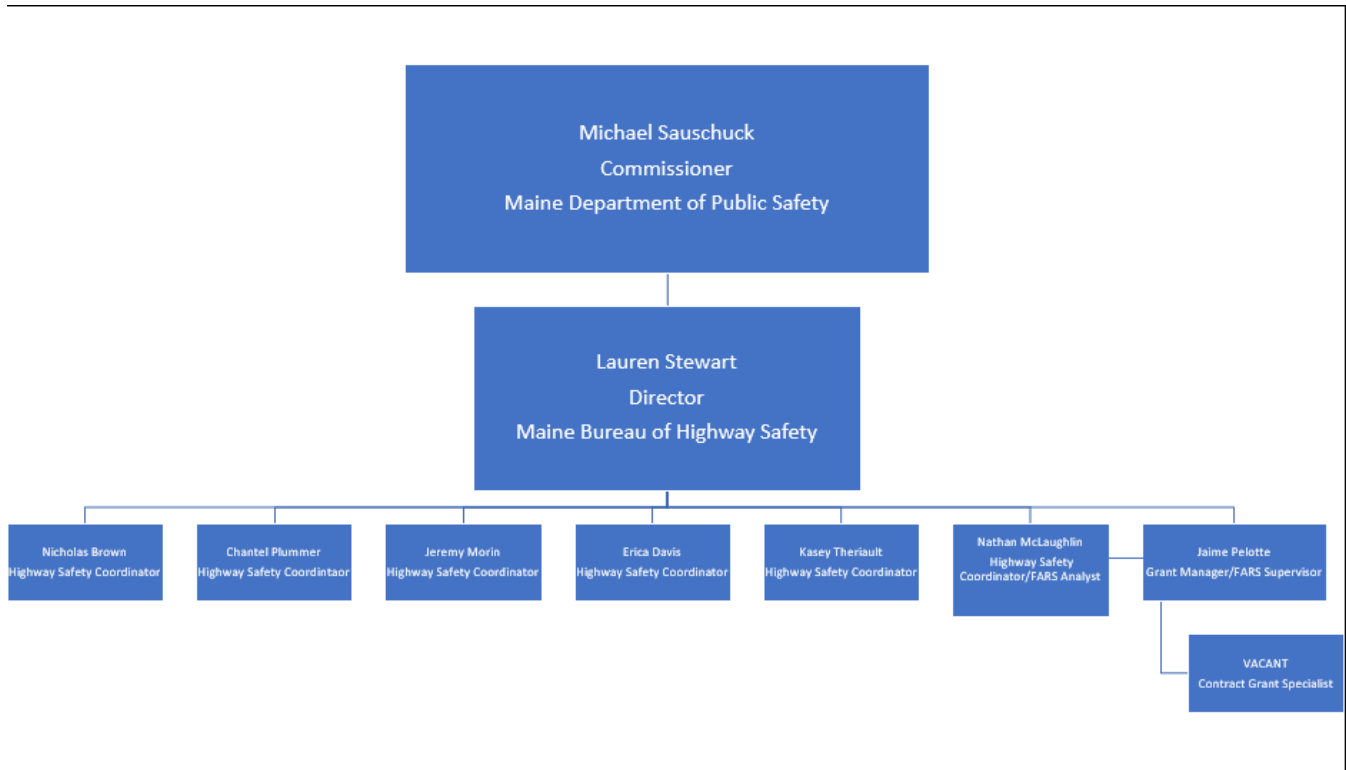 Michael Sauschuck
Commissioner
Maine Department of Public Safety
Lauren Stewart
Director
Maine Bureau of Highway Safety
Nicholas Brown
Highway Safety Coordinator
Chantel Plummer
Highway Safety Coordintaor
Jeremy Morin
Highway Safety Coordinator
Erica Davis
Highway Safety Coordinator
Kasey Theriault
Highway Safety Coordinator
Nathan McLaughlin
Highway Safety
Coordinator/FARS Analyst
Jaime Pelotte
Grant Manager/FARS Supervisor
VACANT
Contract Grant Specialist